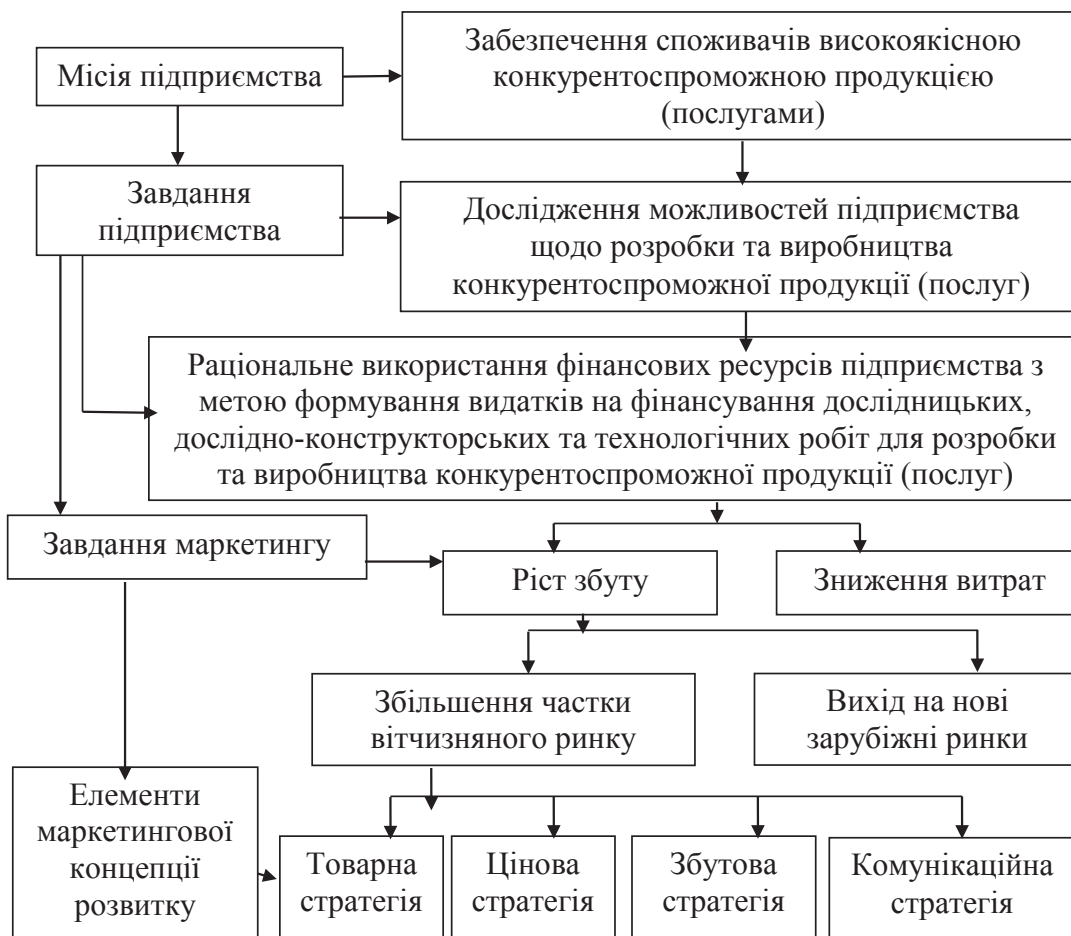 Місія підприємства
Забезпечення споживачів високоякісною
конкурентоспроможною продукцією
(послугами)
Завдання
підприємства
Дослідження можливостей підприємства
щодо розробки та виробництва
конкурентоспроможної продукції (послуг)
Раціональне використання фінансових ресурсів підприємства з
метою формування видатків на фінансування дослідницьких,
дослідно-конструкторських та технологічних робіт для розробки
та виробництва конкурентоспроможної продукції (послуг)
Завдання маркетингу
Ріст збуту
Зниження витрат
Збільшення частки
вітчизняного ринку
Вихід на нові
зарубіжні ринки
Елементи
маркетингової
концепції
розвитку
Товарна
стратегія
Цінова
стратегія
Збутова
стратегія
Комунікаційна
стратегія